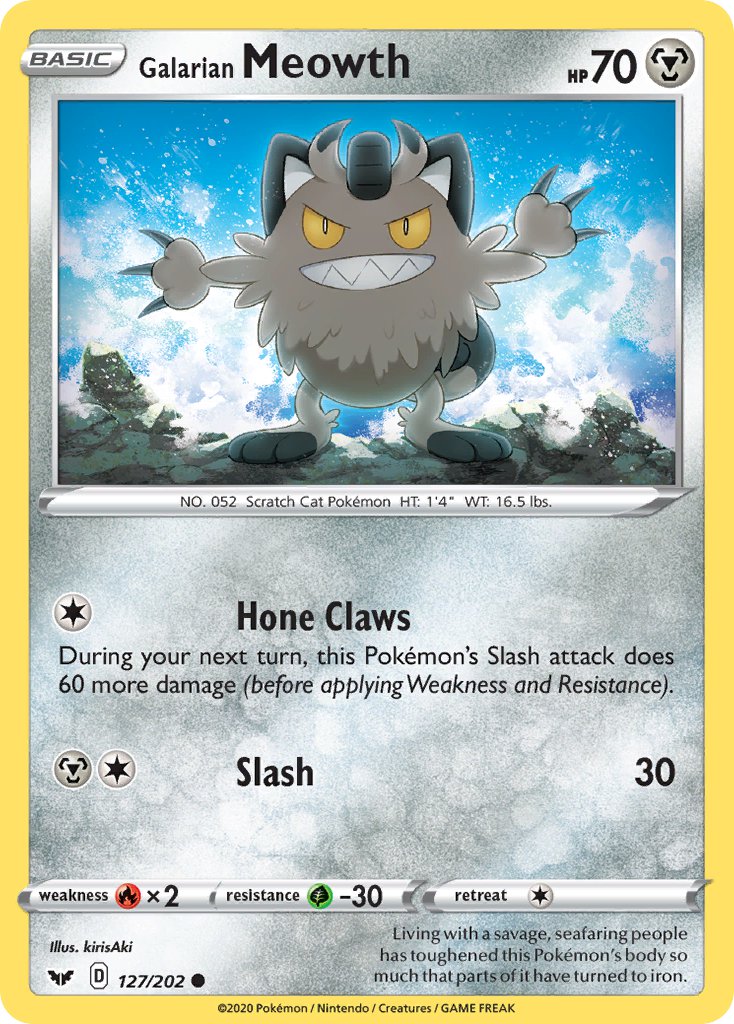 BASIC Galarian Meowth HP 70
NO. 052 Scratch Cat Pokémon HT: 1'4" WT: 16.5 lbs.
Hone Claws
During your next turn, this Pokémon's Slash attack does
60 more damage (before applying Weakness and Resistance).
Slash 30
weakness ×2 resistance -30 retreat
Illus. kirisAki
Living with a savage, seafaring people
has toughened this Pokémon's body so
much that parts of it have turned to iron.
D 127/202
©2020 Pokémon / Nintendo / Creatures / GAME FREAK